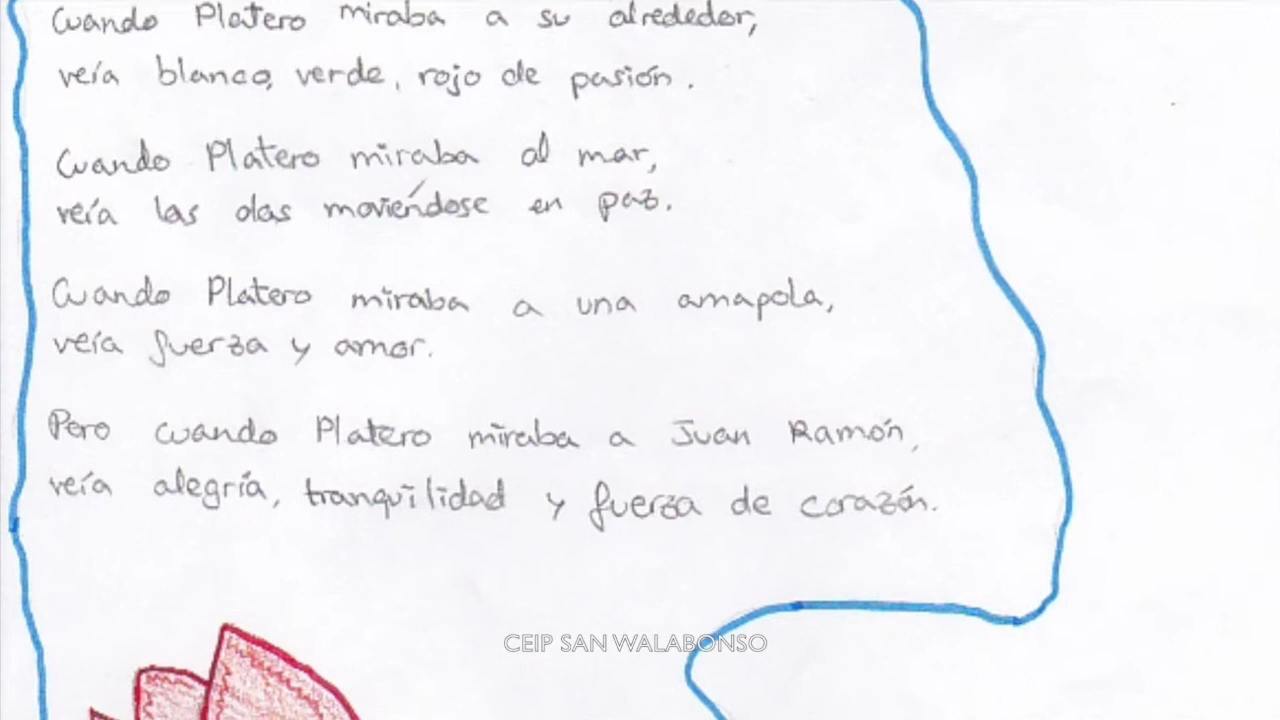 Cuando Platero miraba a su alrededor,
veía blanco, verde, rojo de pasión.
Cuando Platero miraba al mar,
veía las olas moviéndose en paz.
Cuando Platero miraba a una amapola,
veía fuerza y amor.
Pero cuando Platero miraba a Juan Ramón,
veía alegría, tranquilidad y fuerza de corazón.
CEIP SAN WALABONSO